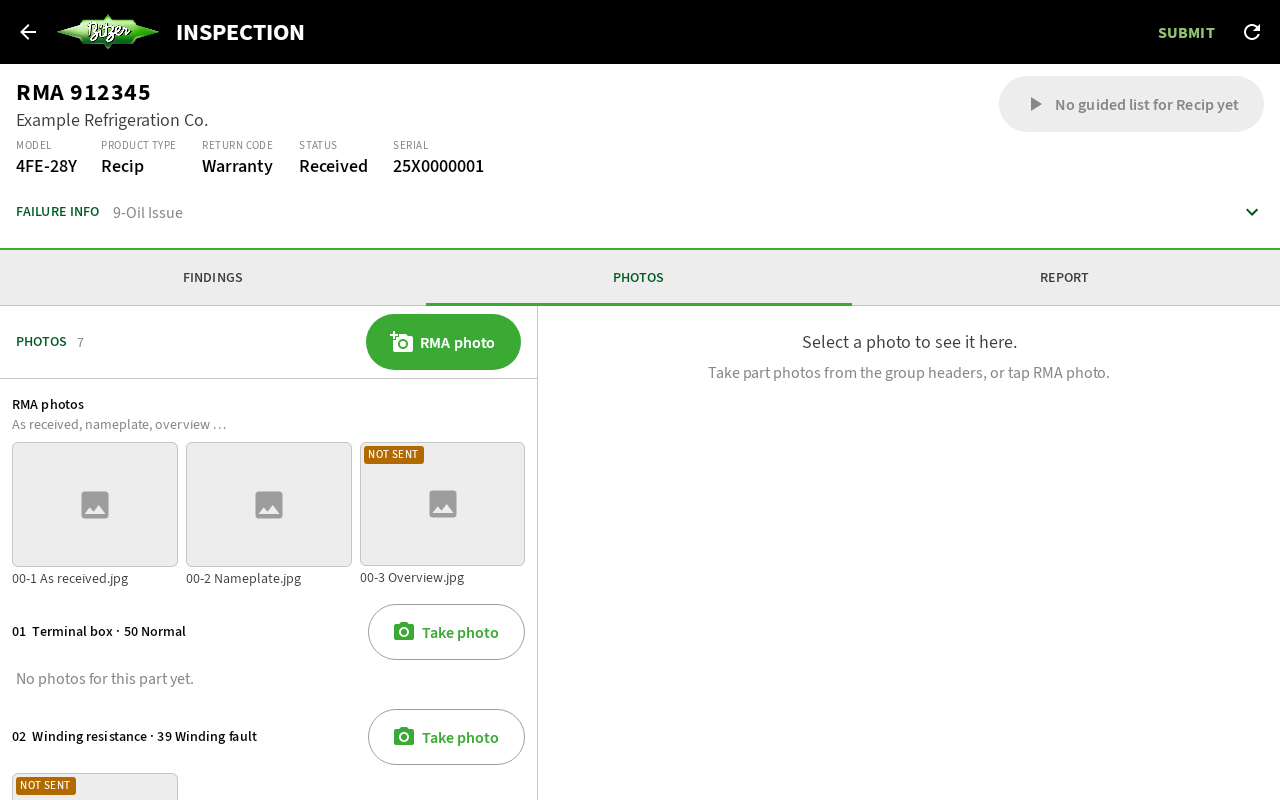 Bitzer
INSPECTION
SUBMIT
RMA 912345
Example Refrigeration Co.
No guided list for Recip yet
MODEL
4FE-28Y
PRODUCT TYPE
Recip
RETURN CODE
Warranty
STATUS
Received
SERIAL
25X0000001
FAILURE INFO 9-Oil Issue
FINDINGS
PHOTOS
REPORT
PHOTOS 7
RMA photo
RMA photos
As received, nameplate, overview …
NOT SENT
00-1 As received.jpg
00-2 Nameplate.jpg
00-3 Overview.jpg
01 Terminal box · 50 Normal
Take photo
No photos for this part yet.
02 Winding resistance · 39 Winding fault
Take photo
NOT SENT
Select a photo to see it here.
Take part photos from the group headers, or tap RMA photo.